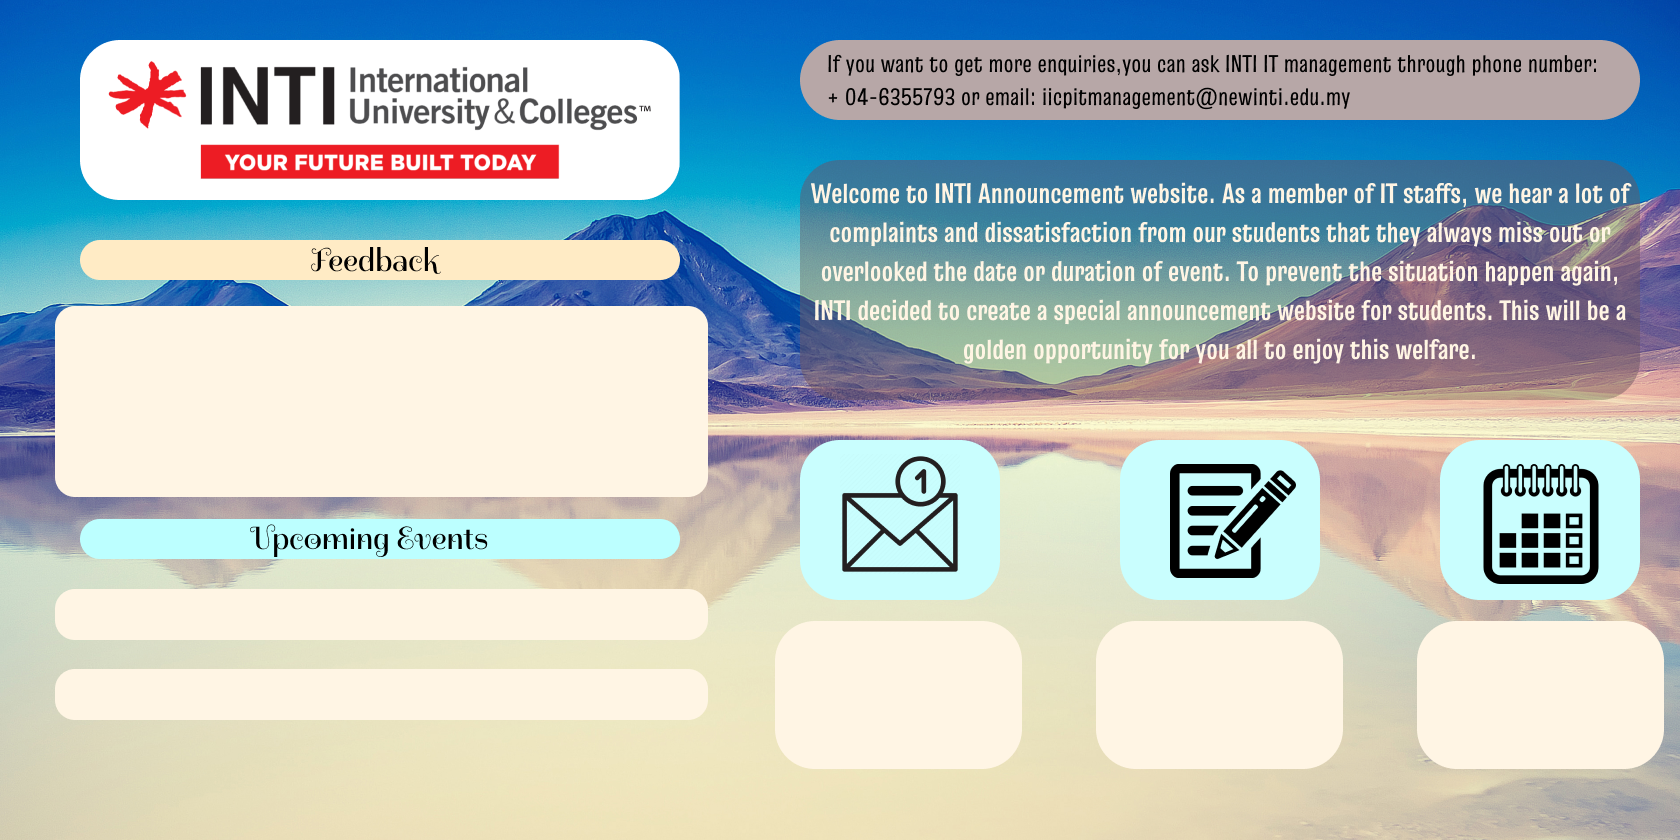 INTI International
University & Colleges™
YOUR FUTURE BUILT TODAY
Feedback
Upcoming Events
If you want to get more enquiries,you can ask INTI IT management through phone number:
+ 04-6355793 or email: iicpitmanagement@newinti.edu.my
Welcome to INTI Announcement website. As a member of IT staffs, we hear a lot of
complaints and dissatisfaction from our students that they always miss out or
overlooked the date or duration of event. To prevent the situation happen again,
INTI decided to create a special announcement website for students. This will be a
golden opportunity for you all to enjoy this welfare.
1